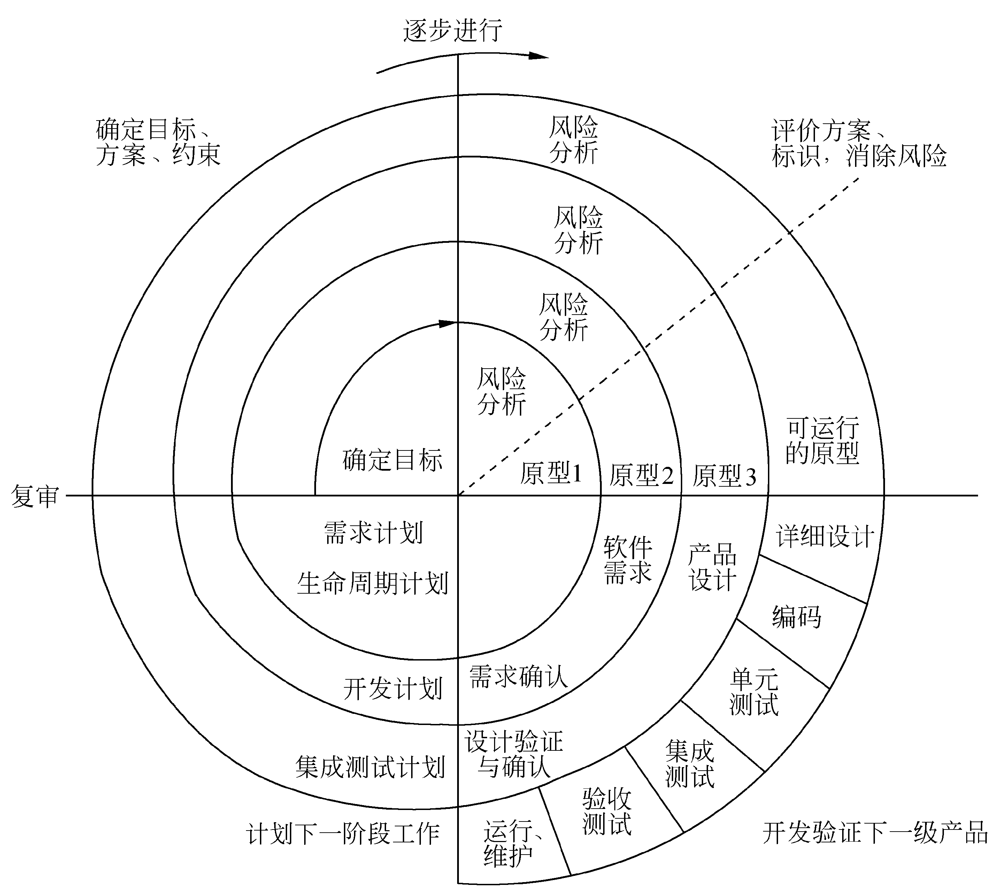 逐步进行
确定目标、
方案、约束
风险
分析
评价方案、
标识，消除风险
风险
分析
风险
分析
风险
分析
确定目标
原型1
原型2
原型3
可运行
的原型
复审
需求计划
生命周期计划
软件
需求
产品
设计
详细设计
编码
开发计划
需求确认
单元
测试
集成测试计划
设计验证
与确认
集成
测试
验收
测试
计划下一阶段工作
运行、
维护
开发验证下一级产品